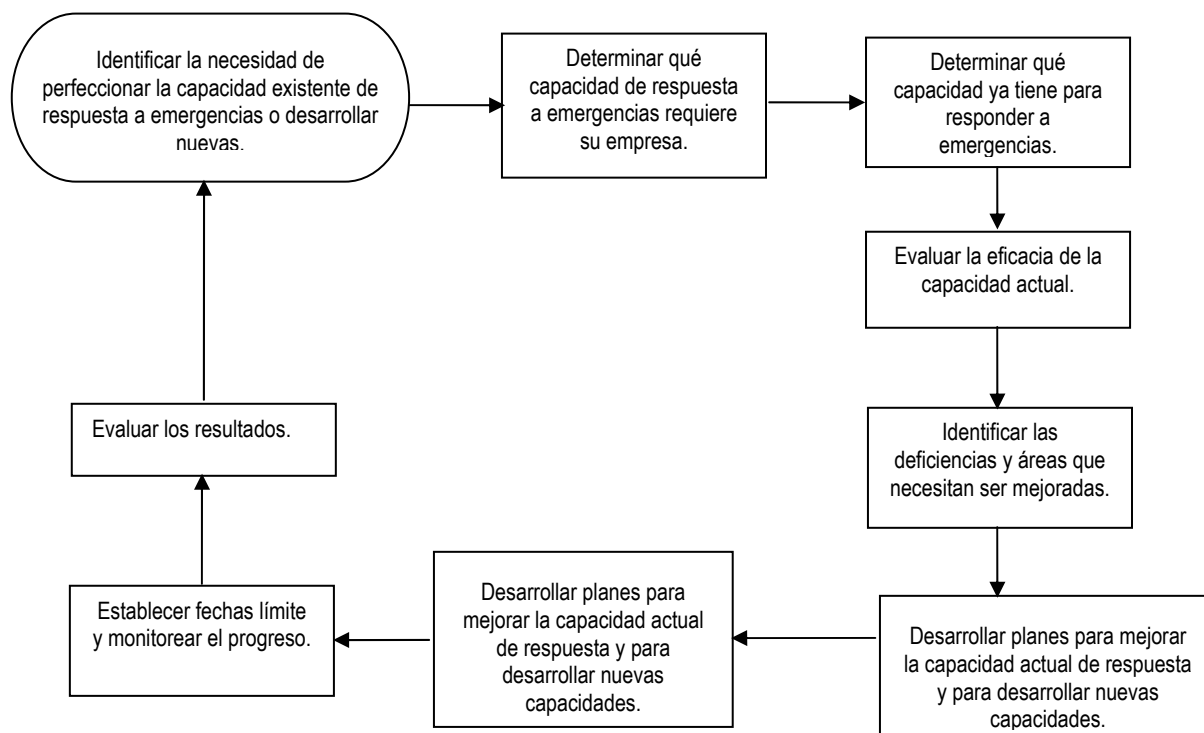 Identificar la necesidad de
perfeccionar la capacidad existente de
respuesta a emergencias o desarrollar
nuevas.
Determinar qué
capacidad de respuesta
a emergencias requiere
su empresa.
Determinar qué
capacidad ya tiene para
responder a
emergencias.
Evaluar la eficacia de la
capacidad actual.
Identificar las
deficiencias y áreas que
necesitan ser mejoradas.
Desarrollar planes para mejorar
la capacidad actual de respuesta
y para desarrollar nuevas
capacidades.
Desarrollar planes para
mejorar la capacidad actual
de respuesta y para
desarrollar nuevas
capacidades.
Establecer fechas límite
y monitorear el progreso.
Evaluar los resultados.